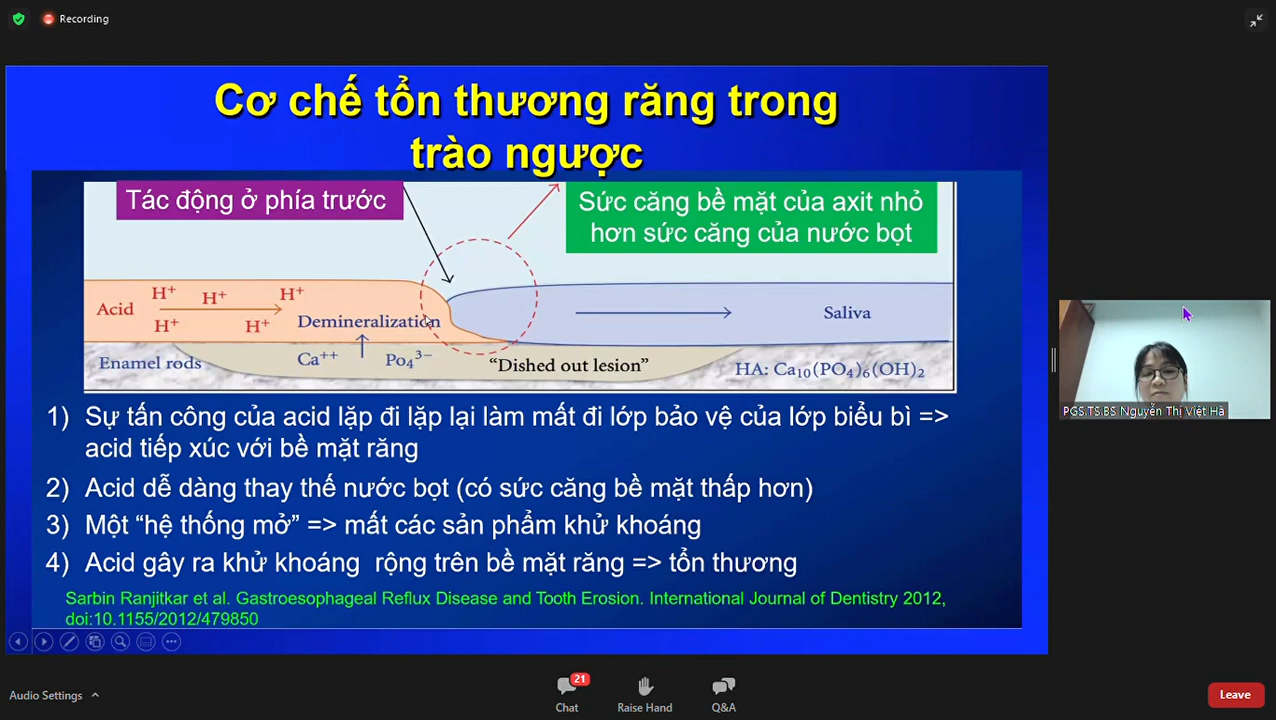 Recording
Cơ chế tổn thương răng trong
trào ngược
Tác động ở phía trước
Sức căng bề mặt của axit nhỏ
hơn sức căng của nước bọt
H⁺ H⁺ H⁺
Acid
H⁺ H⁺
Demineralization
Saliva
Enamel rods
Ca⁺⁺ Po₄³⁻
“Dished out lesion”
HA: Ca₁₀(PO₄)₆(OH)₂
1) Sự tấn công của acid lặp đi lặp lại làm mất đi lớp bảo vệ của lớp biểu bì =>
acid tiếp xúc với bề mặt răng
2) Acid dễ dàng thay thế nước bọt (có sức căng bề mặt thấp hơn)
3) Một “hệ thống mở” => mất các sản phẩm khử khoáng
4) Acid gây ra khử khoáng rộng trên bề mặt răng => tổn thương
Sarbin Ranjitkar et al. Gastroesophageal Reflux Disease and Tooth Erosion. International Journal of Dentistry 2012,
doi:10.1155/2012/479850
PGS.TS.BS Nguyễn Thị Việt Hà
Audio Settings
21
Chat
Raise Hand
Q&A
Leave